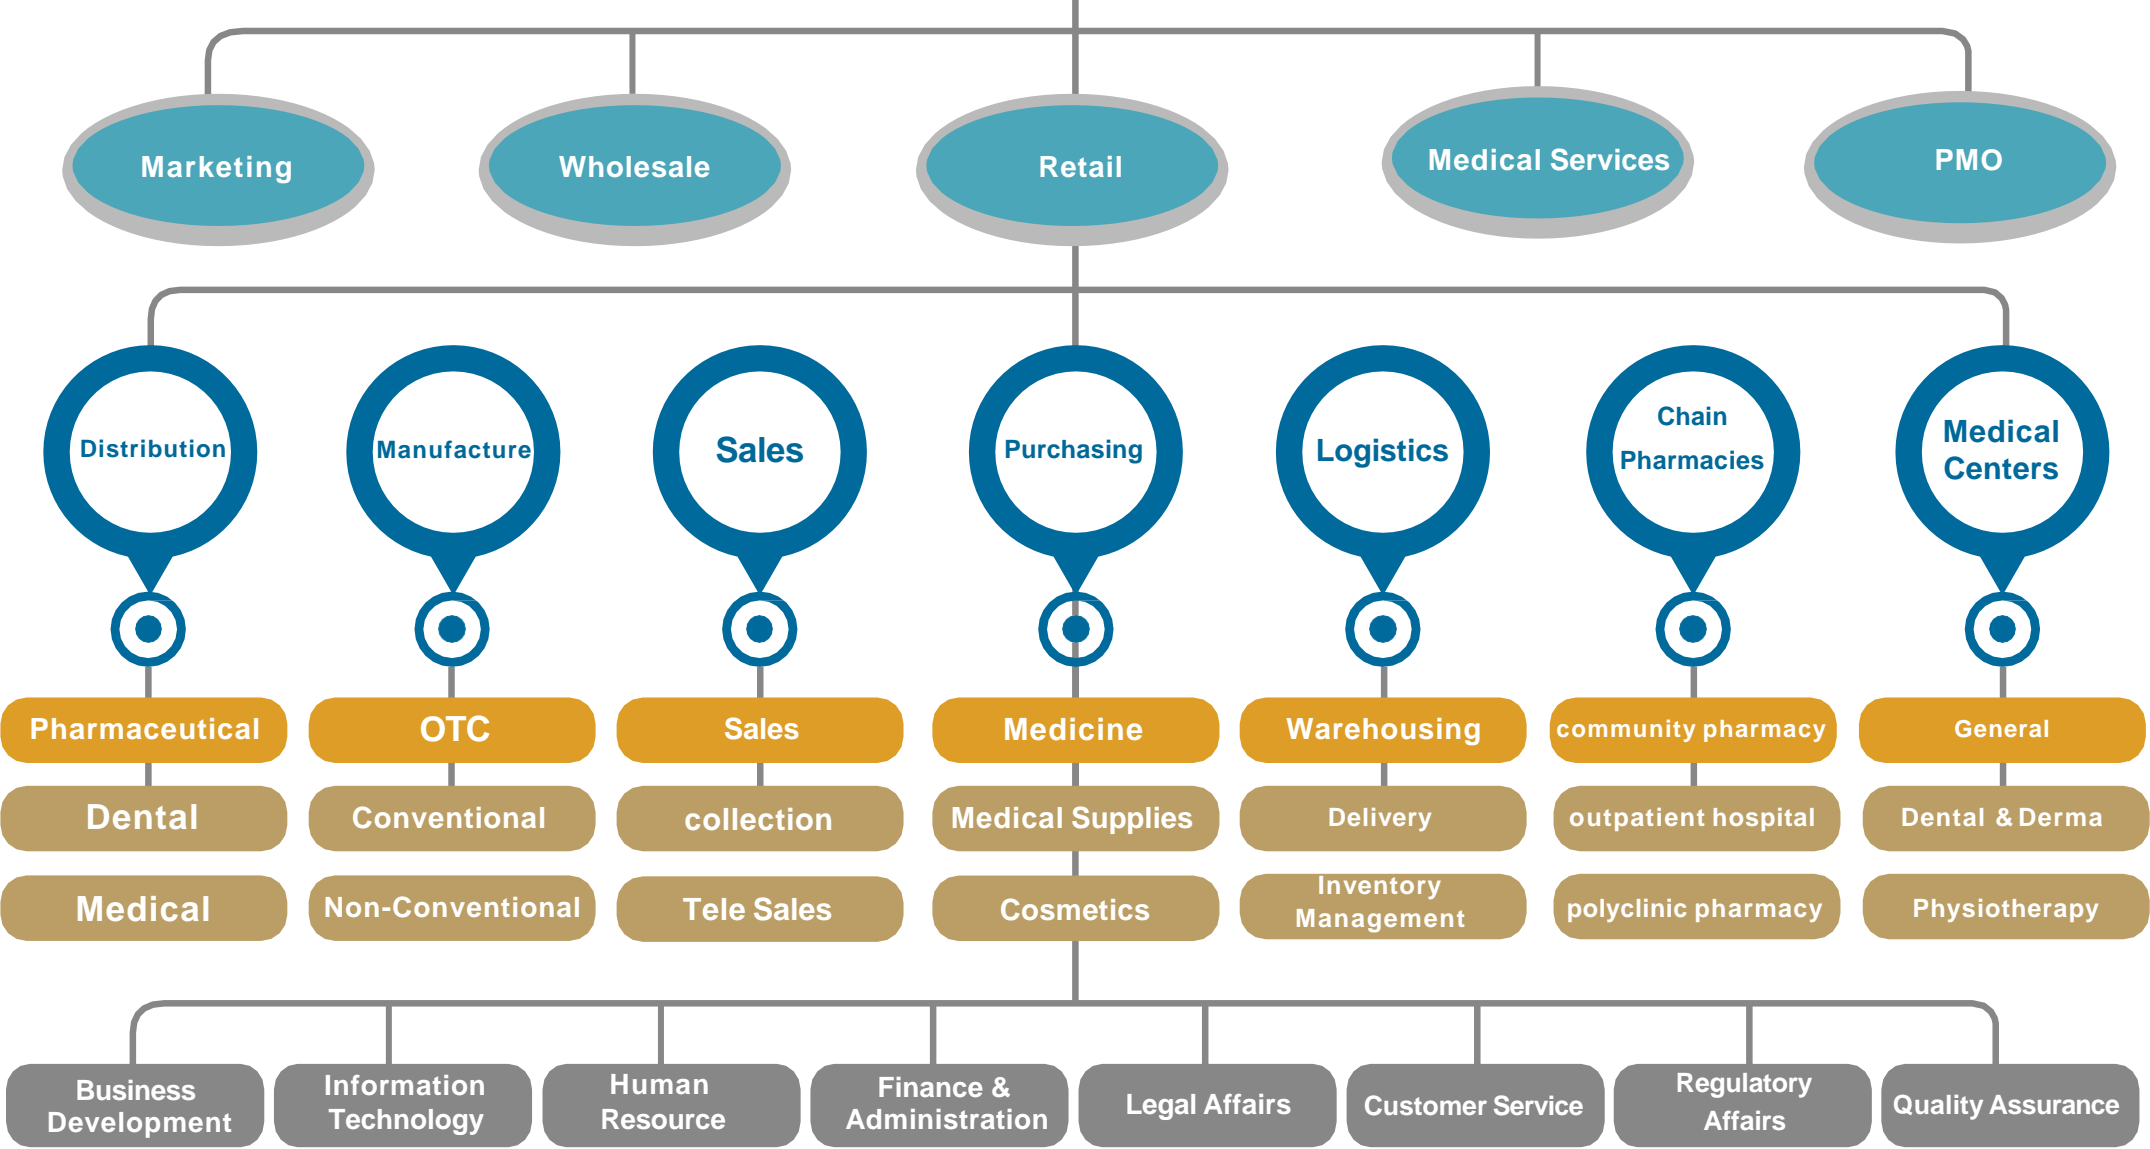 Marketing
Wholesale
Retail
Medical Services
PMO
Distribution
Manufacture
Sales
Purchasing
Logistics
Chain
Pharmacies
Medical
Centers
Pharmaceutical
OTC
Sales
Medicine
Warehousing
community pharmacy
General
Dental
Conventional
collection
Medical Supplies
Delivery
outpatient hospital
Dental & Derma
Medical
Non-Conventional
Tele Sales
Cosmetics
Inventory
Management
polyclinic pharmacy
Physiotherapy
Business
Development
Information
Technology
Human
Resource
Finance &
Administration
Legal Affairs
Customer Service
Regulatory
Affairs
Quality Assurance